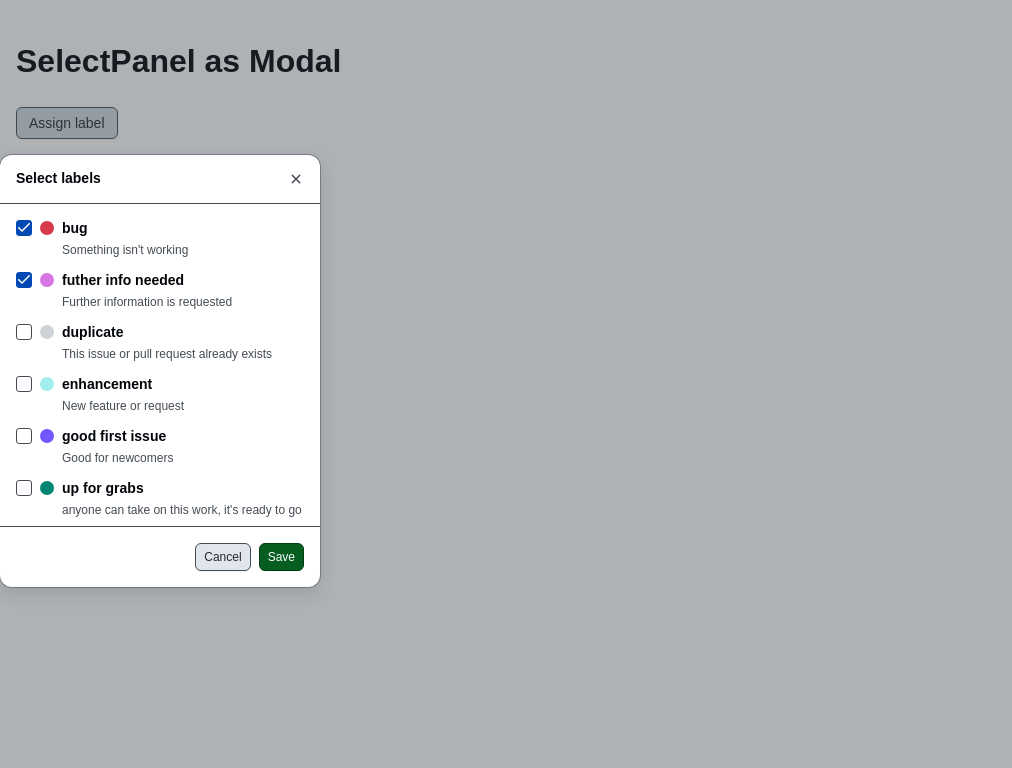 SelectPanel as Modal
Assign label
Select labels
bug
Something isn't working
futher info needed
Further information is requested
duplicate
This issue or pull request already exists
enhancement
New feature or request
good first issue
Good for newcomers
up for grabs
anyone can take on this work, it's ready to go
Cancel Save